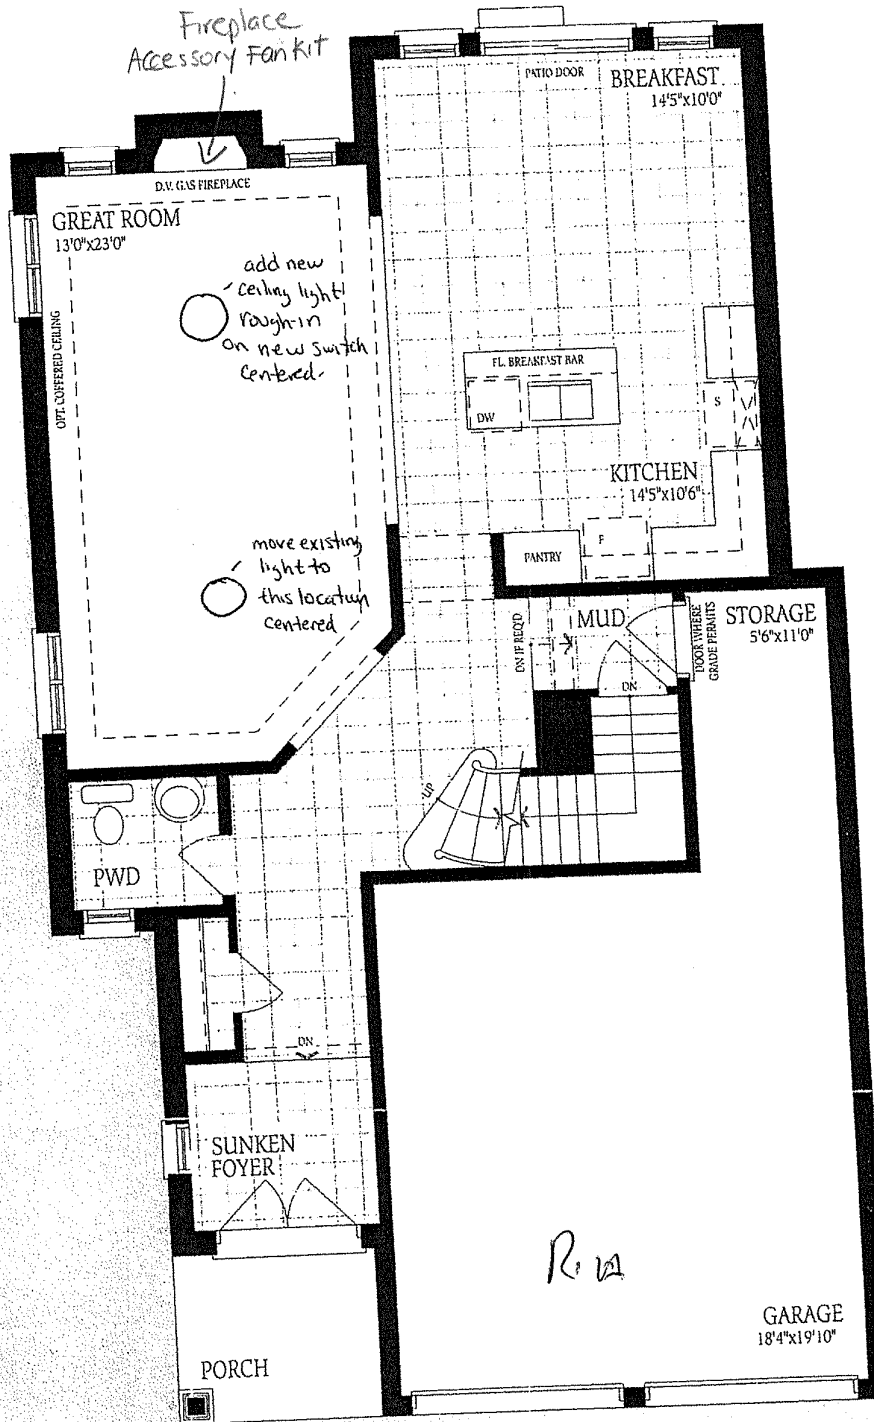 Fireplace
Accessory Fan kit
PATIO DOOR
BREAKFAST
14'5"x10'0"
D.V. GAS FIREPLACE
GREAT ROOM
13'0"x23'0"
add new
ceiling light
rough-in
on new switch
centered.
OPT. COFFERED CEILING
FL. BREAKFAST BAR
DW
S
KITCHEN
14'5"x10'6"
move existing
light to
this location
centered
PANTRY
F
DN IF REQ'D
MUD
DOOR WHERE
GRADE PERMITS
STORAGE
5'6"x11'0"
DN
UP
PWD
DN
SUNKEN
FOYER
GARAGE
18'4"x19'10"
PORCH